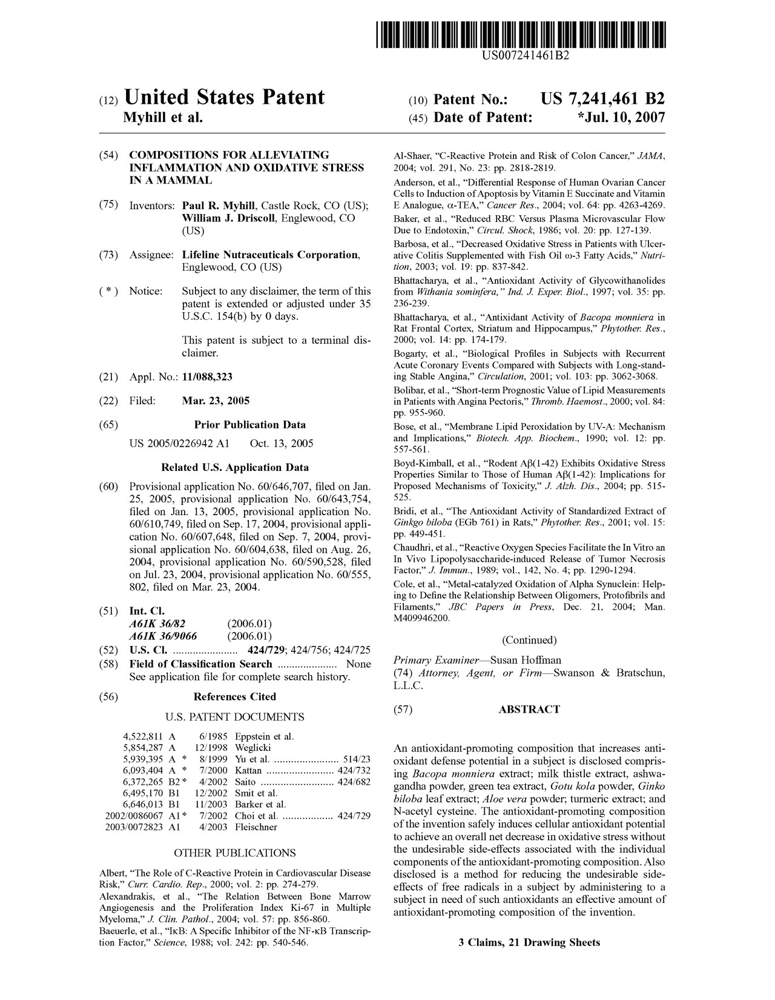 US007241461B2
(12) United States Patent
Myhill et al.
(10) Patent No.: US 7,241,461 B2
(45) Date of Patent: *Jul. 10, 2007
(54) COMPOSITIONS FOR ALLEVIATING
INFLAMMATION AND OXIDATIVE STRESS
IN A MAMMAL
(75) Inventors: Paul R. Myhill, Castle Rock, CO (US);
William J. Driscoll, Englewood, CO
(US)
(73) Assignee: Lifeline Nutraceuticals Corporation,
Englewood, CO (US)
( * ) Notice: Subject to any disclaimer, the term of this
patent is extended or adjusted under 35
U.S.C. 154(b) by 0 days.
This patent is subject to a terminal dis-
claimer.
(21) Appl. No.: 11/088,323
(22) Filed: Mar. 23, 2005
(65) Prior Publication Data
US 2005/0226942 A1 Oct. 13, 2005
Related U.S. Application Data
(60) Provisional application No. 60/646,707, filed on Jan.
25, 2005, provisional application No. 60/643,754,
filed on Jan. 13, 2005, provisional application No.
60/610,749, filed on Sep. 17, 2004, provisional appli-
cation No. 60/607,648, filed on Sep. 7, 2004, provi-
sional application No. 60/604,638, filed on Aug. 26,
2004, provisional application No. 60/590,528, filed
on Jul. 23, 2004, provisional application No. 60/555,
802, filed on Mar. 23, 2004.
(51) Int. Cl.
A61K 36/82 (2006.01)
A61K 36/9066 (2006.01)
(52) U.S. Cl. ....................... 424/729; 424/756; 424/725
(58) Field of Classification Search ..................... None
See application file for complete search history.
(56) References Cited
U.S. PATENT DOCUMENTS
4,522,811 A 6/1985 Eppstein et al.
5,854,287 A 12/1998 Weglicki
5,939,395 A * 8/1999 Yu et al. ....................... 514/23
6,093,404 A * 7/2000 Kattan ........................ 424/732
6,372,265 B2 * 4/2002 Saito .......................... 424/682
6,495,170 B1 12/2002 Smit et al.
6,646,013 B1 11/2003 Barker et al.
2002/0086067 A1 * 7/2002 Choi et al. .................. 424/729
2003/0072823 A1 4/2003 Fleischner
OTHER PUBLICATIONS
Albert, “The Role of C-Reactive Protein in Cardiovascular Disease
Risk,” Curr. Cardio. Rep., 2000; vol. 2: pp. 274-279.
Alexandrakis, et al., “The Relation Between Bone Marrow
Angiogenesis and the Proliferation Index Ki-67 in Multiple
Myeloma,” J. Clin. Pathol., 2004; vol. 57: pp. 856-860.
Baeuerle, et al., “IκB: A Specific Inhibitor of the NF-κB Transcrip-
tion Factor,” Science, 1988; vol. 242: pp. 540-546.
Al-Shaer, “C-Reactive Protein and Risk of Colon Cancer,” JAMA,
2004; vol. 291, No. 23: pp. 2818-2819.
Anderson, et al., “Differential Response of Human Ovarian Cancer
Cells to Induction of Apoptosis by Vitamin E Succinate and Vitamin
E Analogue, α-TEA,” Cancer Res., 2004; vol. 64: pp. 4263-4269.
Baker, et al., “Reduced RBC Versus Plasma Microvascular Flow
Due to Endotoxin,” Circul. Shock, 1986; vol. 20: pp. 127-139.
Barbosa, et al., “Decreased Oxidative Stress in Patients with Ulcer-
ative Colitis Supplemented with Fish Oil ω-3 Fatty Acids,” Nutri-
tion, 2003; vol. 19: pp. 837-842.
Bhattacharya, et al., “Antioxidant Activity of Glycowithanolides
from Withania sominfera,” Ind. J. Exper. Biol., 1997; vol. 35: pp.
236-239.
Bhattacharya, et al., “Antixidant Activity of Bacopa monniera in
Rat Frontal Cortex, Striatum and Hippocampus,” Phytother. Res.,
2000; vol. 14: pp. 174-179.
Bogarty, et al., “Biological Profiles in Subjects with Recurrent
Acute Coronary Events Compared with Subjects with Long-stand-
ing Stable Angina,” Circulation, 2001; vol. 103: pp. 3062-3068.
Bolibar, et al., “Short-term Prognostic Value of Lipid Measurements
in Patients with Angina Pectoris,” Thromb. Haemost., 2000; vol. 84:
pp. 955-960.
Bose, et al., “Membrane Lipid Peroxidation by UV-A: Mechanism
and Implications,” Biotech. App. Biochem., 1990; vol. 12: pp.
557-561.
Boyd-Kimball, et al., “Rodent Aβ(1-42) Exhibits Oxidative Stress
Properties Similar to Those of Human Aβ(1-42): Implications for
Proposed Mechanisms of Toxicity,” J. Alzh. Dis., 2004; pp. 515-
525.
Bridi, et al., “The Antioxidant Activity of Standardized Extract of
Ginkgo biloba (EGb 761) in Rats,” Phytother. Res., 2001; vol. 15:
pp. 449-451.
Chaudhri, et al., “Reactive Oxygen Species Facilitate the In Vitro an
In Vivo Lipopolysaccharide-induced Release of Tumor Necrosis
Factor,” J. Immun., 1989; vol., 142, No. 4; pp. 1290-1294.
Cole, et al., “Metal-catalyzed Oxidation of Alpha Synuclein: Help-
ing to Define the Relationship Between Oligomers, Protofibrils and
Filaments,” JBC Papers in Press, Dec. 21, 2004; Man.
M409946200.
(Continued)
Primary Examiner—Susan Hoffman
(74) Attorney, Agent, or Firm—Swanson & Bratschun,
L.L.C.
(57) ABSTRACT
An antioxidant-promoting composition that increases anti-
oxidant defense potential in a subject is disclosed compris-
ing Bacopa monniera extract; milk thistle extract, ashwa-
gandha powder, green tea extract, Gotu kola powder, Ginko
biloba leaf extract; Aloe vera powder; turmeric extract; and
N-acetyl cysteine. The antioxidant-promoting composition
of the invention safely induces cellular antioxidant potential
to achieve an overall net decrease in oxidative stress without
the undesirable side-effects associated with the individual
components of the antioxidant-promoting composition. Also
disclosed is a method for reducing the undesirable side-
effects of free radicals in a subject by administering to a
subject in need of such antioxidants an effective amount of
antioxidant-promoting composition of the invention.
3 Claims, 21 Drawing Sheets